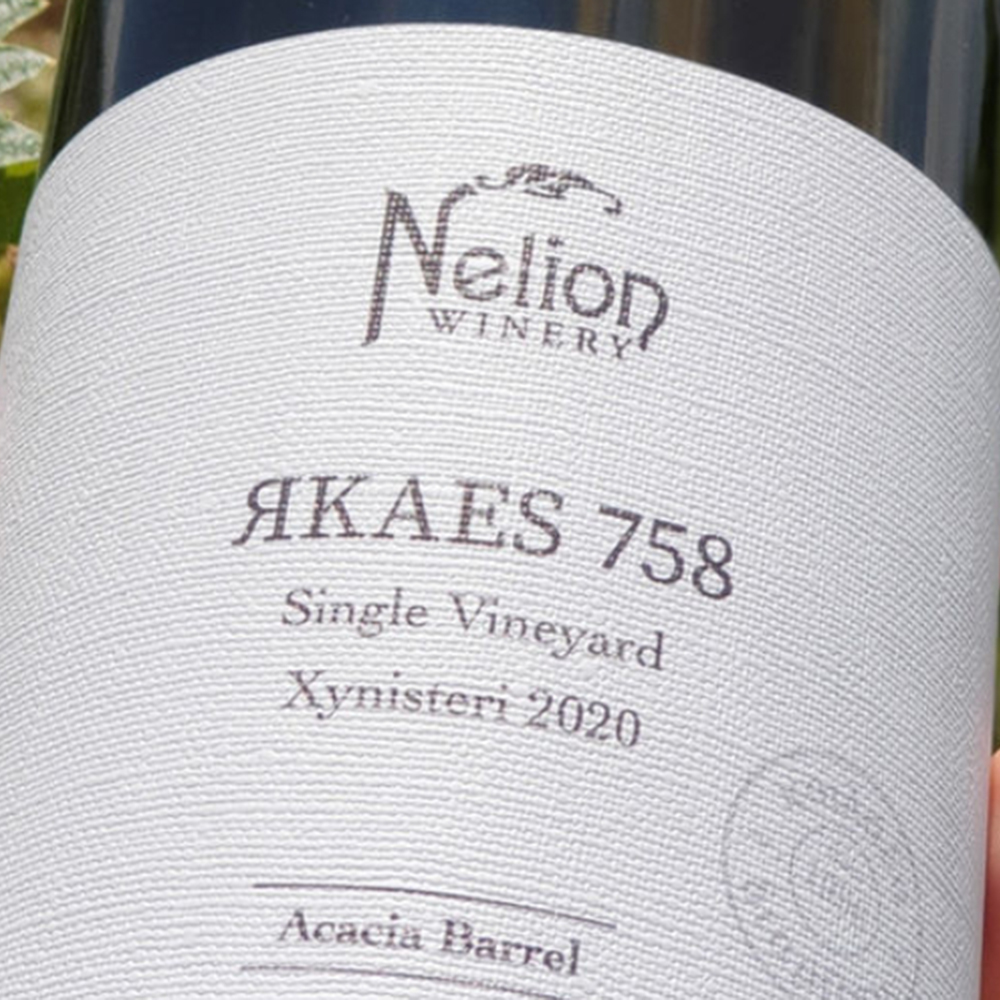 Nelion
WINERY
ЯKAES 758
Single Vineyard
Xynisteri 2020
Acacia Barrel